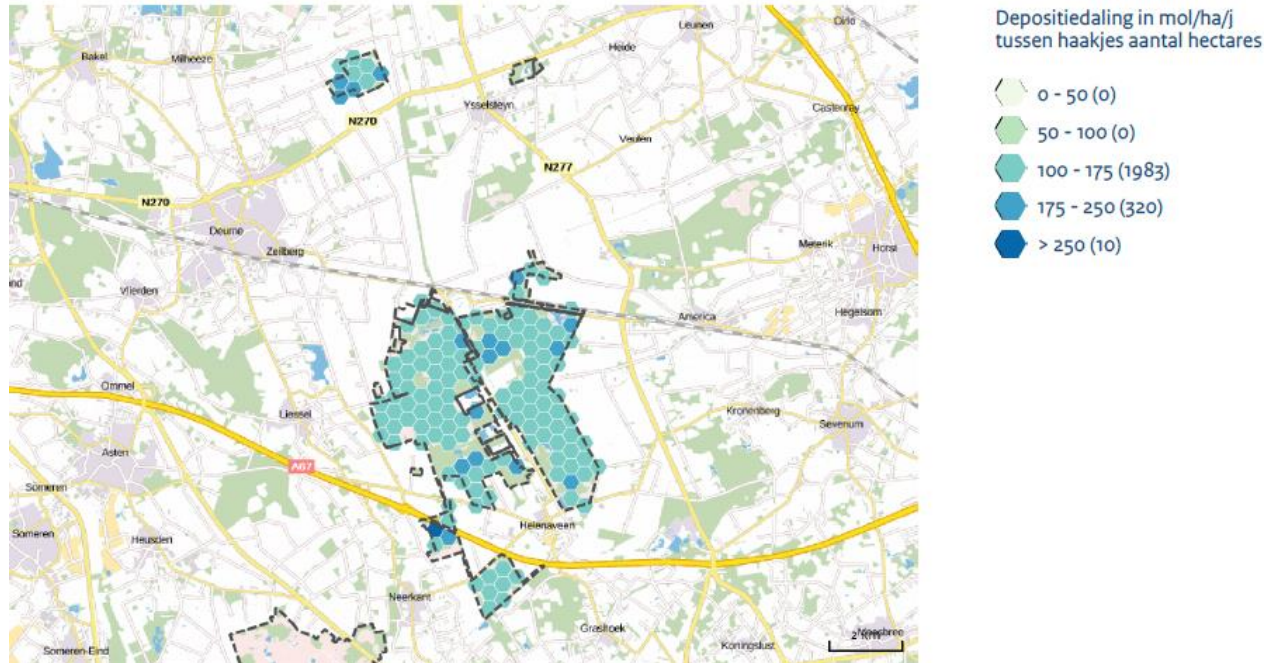 Depositiedaling in mol/ha/j
tussen haakjes aantal hectares
0 - 50 (0)
50 - 100 (0)
100 - 175 (1983)
175 - 250 (320)
> 250 (10)
Bakel
Milheeze
Leunen
Heide
Ysselsteyn
Castenray
N270
Veulen
N277
N270
Deurne
Zeilberg
Meterik
Horst
Vlierden
America
Hegelsom
Ommel
Liessel
Kronenberg
Sevenum
Asten
A67
Someren
Someren
Heusden
Helenaveen
Neerkant
Grashoek
Someren-Eind
Koningslust
2 km